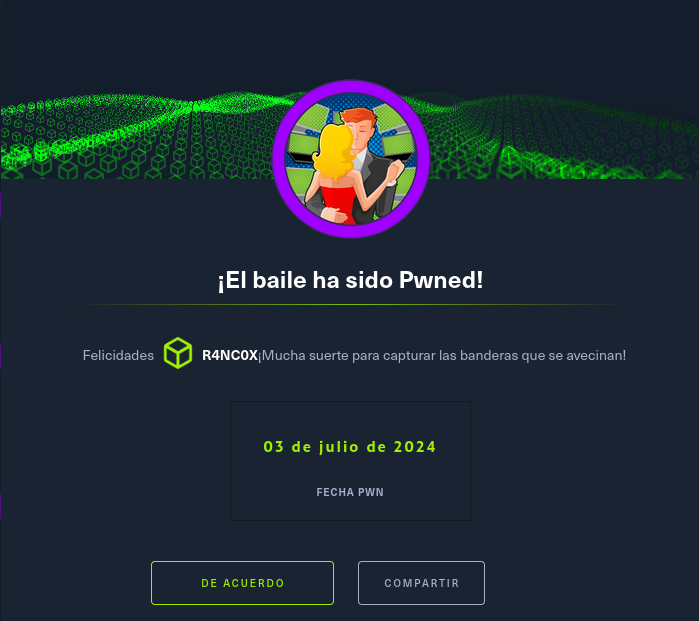 ¡El baile ha sido Pwned!
Felicidades R4NC0X¡Mucha suerte para capturar las banderas que se avecinan!
03 de julio de 2024
FECHA PWN
DE ACUERDO
COMPARTIR